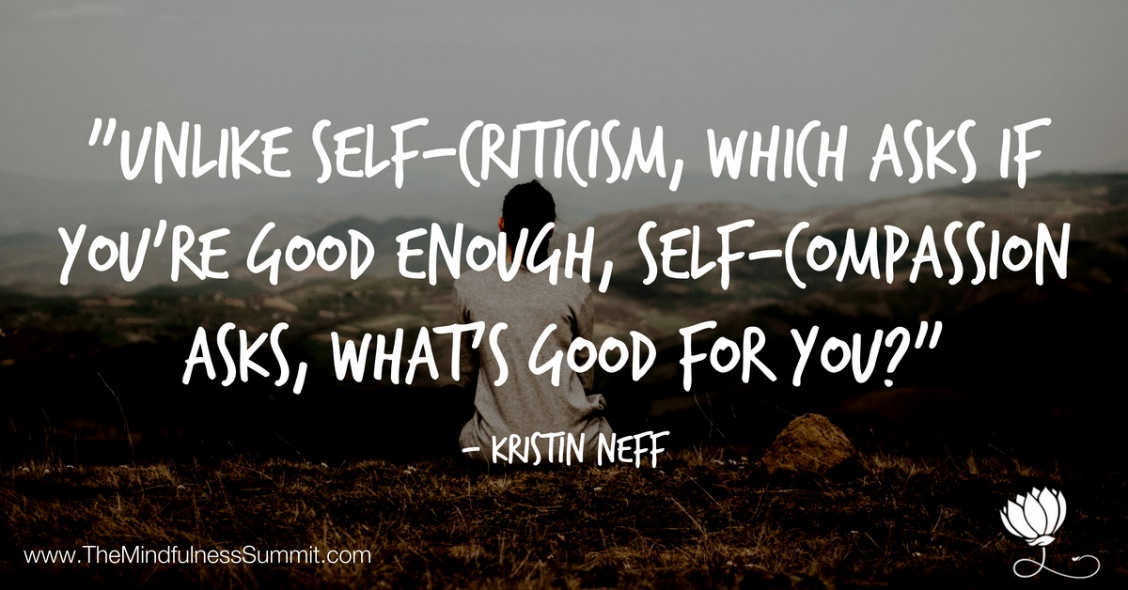 "UNLIKE SELF-CRITICISM, WHICH ASKS IF
YOU'RE GOOD ENOUGH, SELF-COMPASSION
ASKS, WHAT'S GOOD FOR YOU?"
- KRISTIN NEFF
www.TheMindfulnessSummit.com